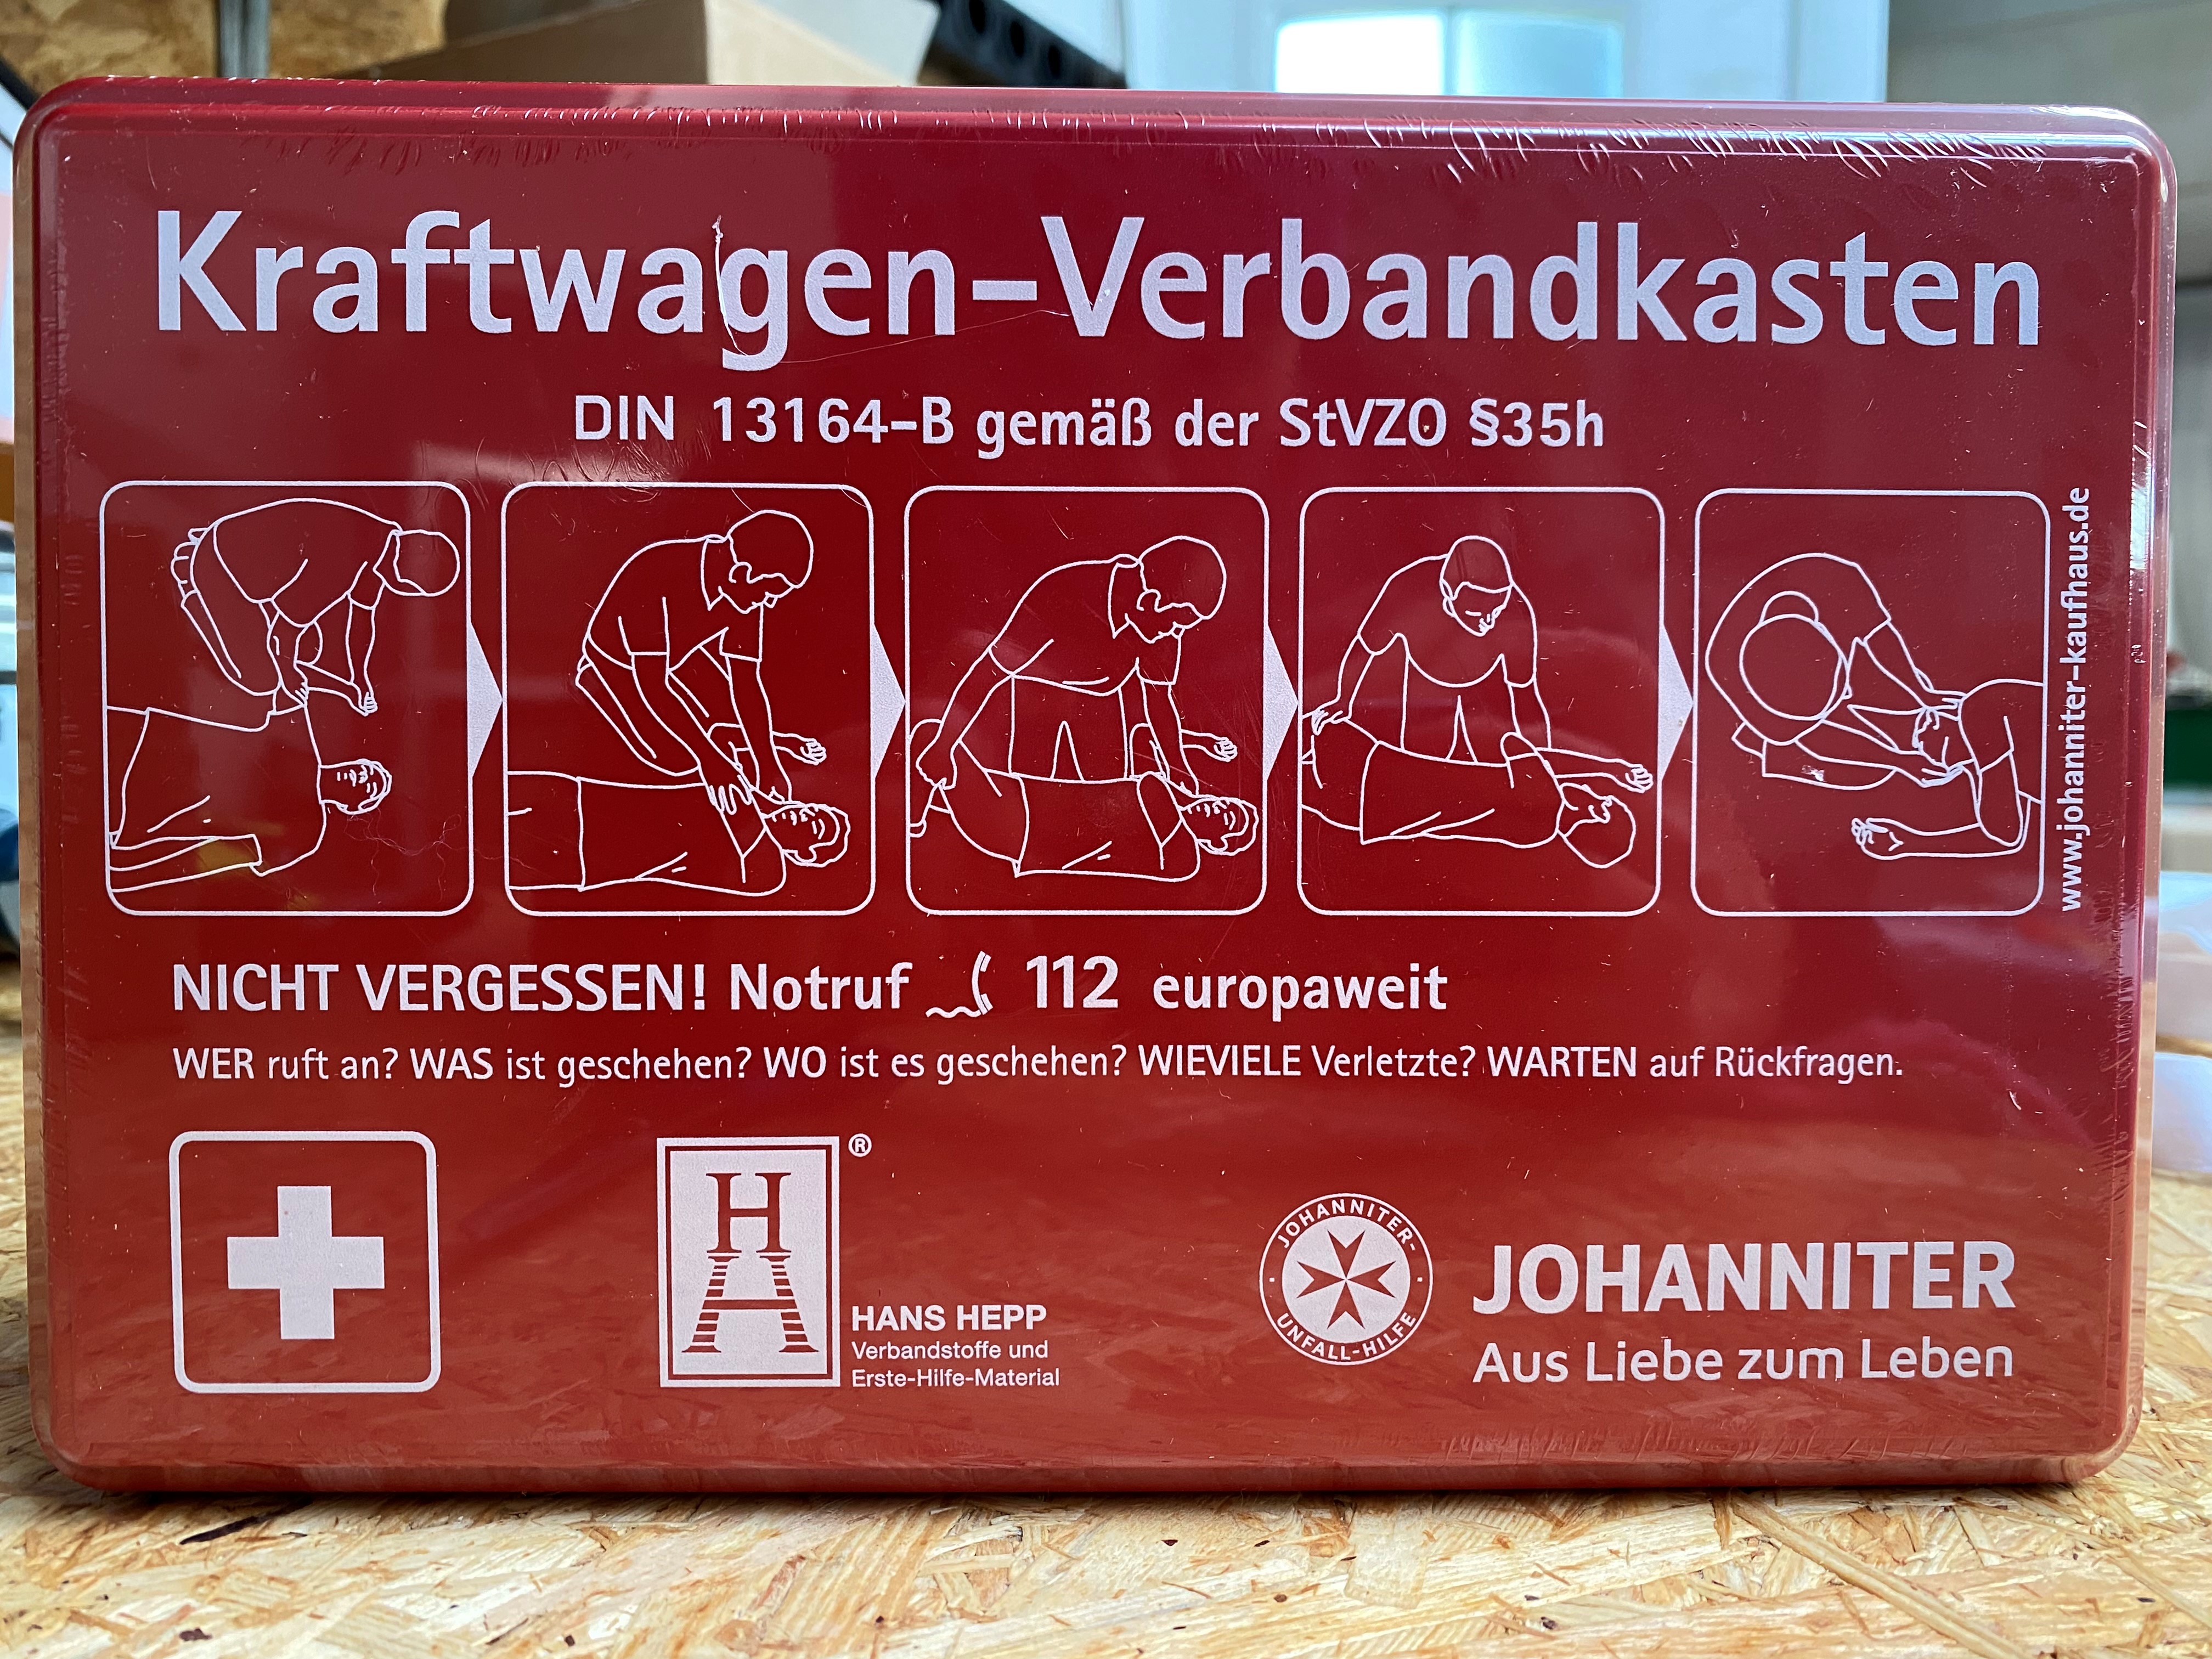 Kraftwagen-Verbandkasten
DIN 13164-B gemäß der StVZO §35h
www.johanniter-kaufhaus.de
NICHT VERGESSEN! Notruf 112 europaweit
WER ruft an? WAS ist geschehen? WO ist es geschehen? WIEVIELE Verletzte? WARTEN auf Rückfragen.
HA®
HANS HEPP
Verbandstoffe und
Erste-Hilfe-Material
JOHANNITER-
UNFALL-HILFE
JOHANNITER
Aus Liebe zum Leben